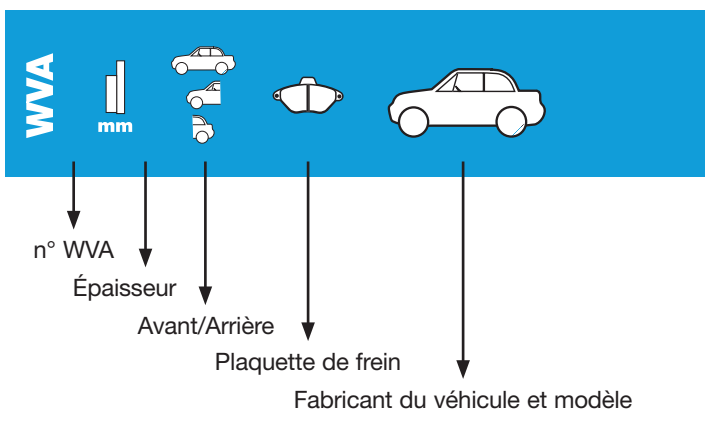 WVA
mm
n° WVA
Épaisseur
Avant/Arrière
Plaquette de frein
Fabricant du véhicule et modèle